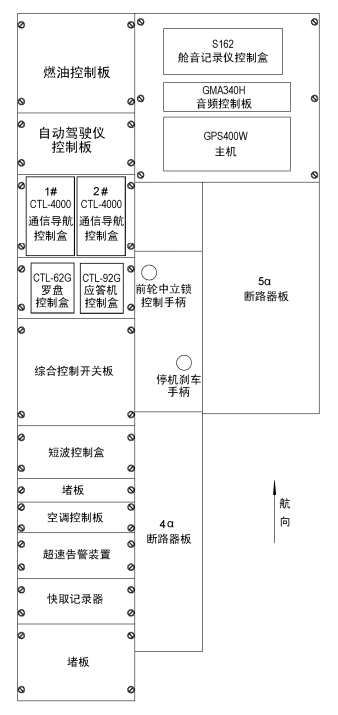 燃油控制板
自动驾驶仪
控制板
1#
CTL-4000
通信导航
控制盒
2#
CTL-4000
通信导航
控制盒
CTL-62G
罗盘
控制盒
CTL-92G
应答机
控制盒
综合控制开关板
短波控制盒
堵板
空调控制板
超速告警装置
快取记录器
堵板
S162
舱音记录仪控制盒
GMA340H
音频控制板
GPS400W
主机
前轮中立锁
控制手柄
停机刹车
手柄
4α
断路器板
5α
断路器板
航
向